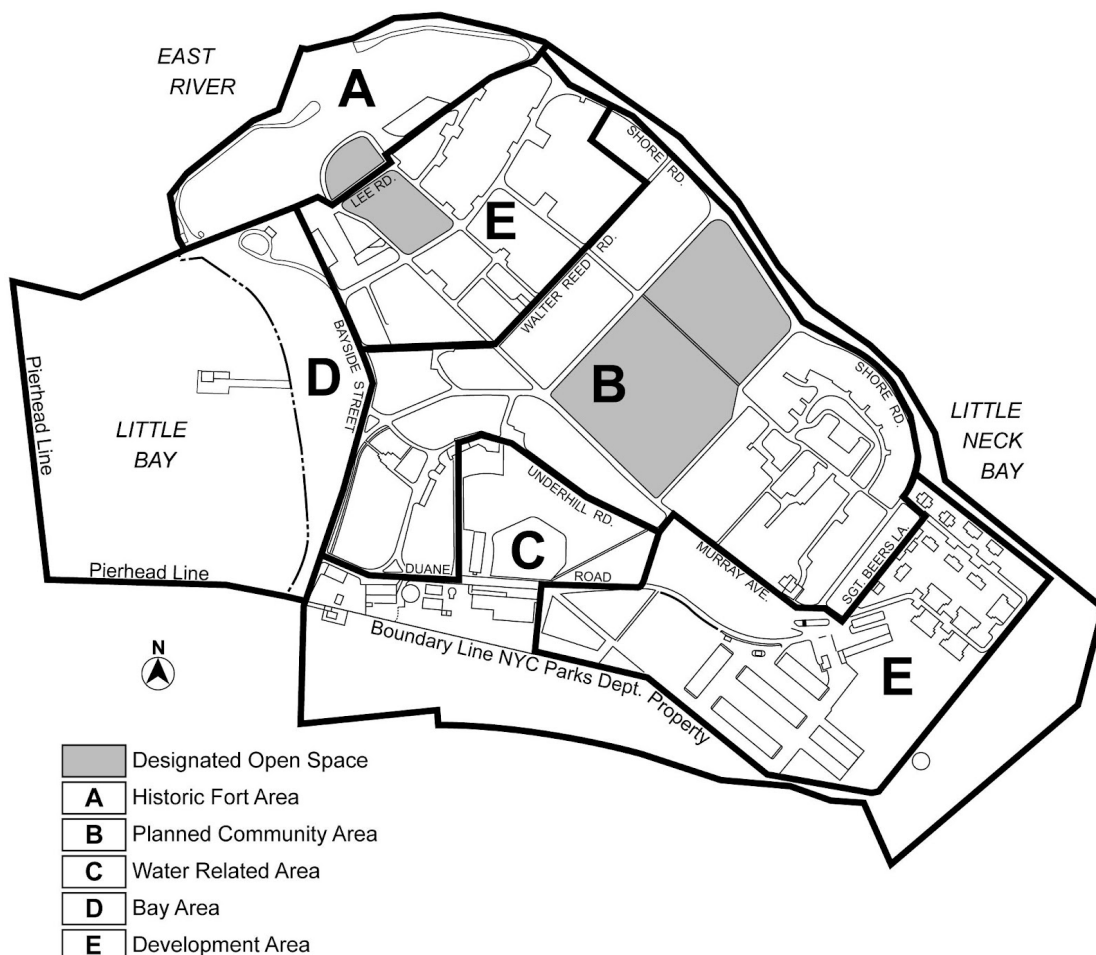 EAST
RIVER
A
SHORE RD.
LEE RD.
E
WALTER REED RD.
BAYSIDE STREET
D
B
Pierhead Line
LITTLE
BAY
SHORE RD.
LITTLE
NECK
BAY
UNDERHILL RD.
C
DUANE ROAD
MURRAY AVE.
SGT. BEERS LA.
Pierhead Line
Boundary Line NYC Parks Dept. Property
E
N
Designated Open Space
A Historic Fort Area
B Planned Community Area
C Water Related Area
D Bay Area
E Development Area